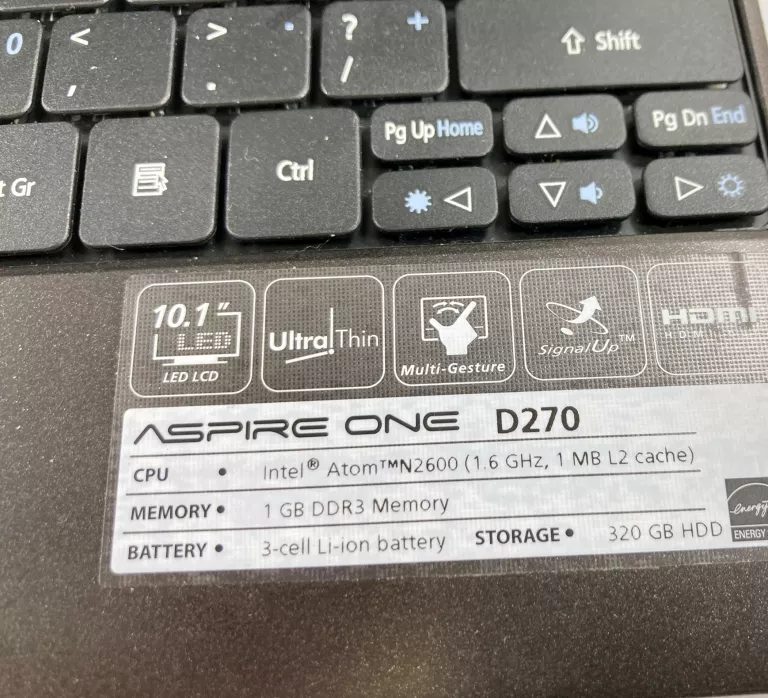 0 < , > . ? / + ⇧ Shift
Pg Up Home Pg Dn End
t Gr Ctrl
10.1" UltraThin SignalUp™ HDMI
LED
LED LCD Multi-Gesture
ASPIRE ONE D270
CPU • Intel® Atom™N2600 (1.6 GHz, 1 MB L2 cache)
MEMORY • 1 GB DDR3 Memory
BATTERY • 3-cell Li-ion battery STORAGE • 320 GB HDD
energy
ENERGY